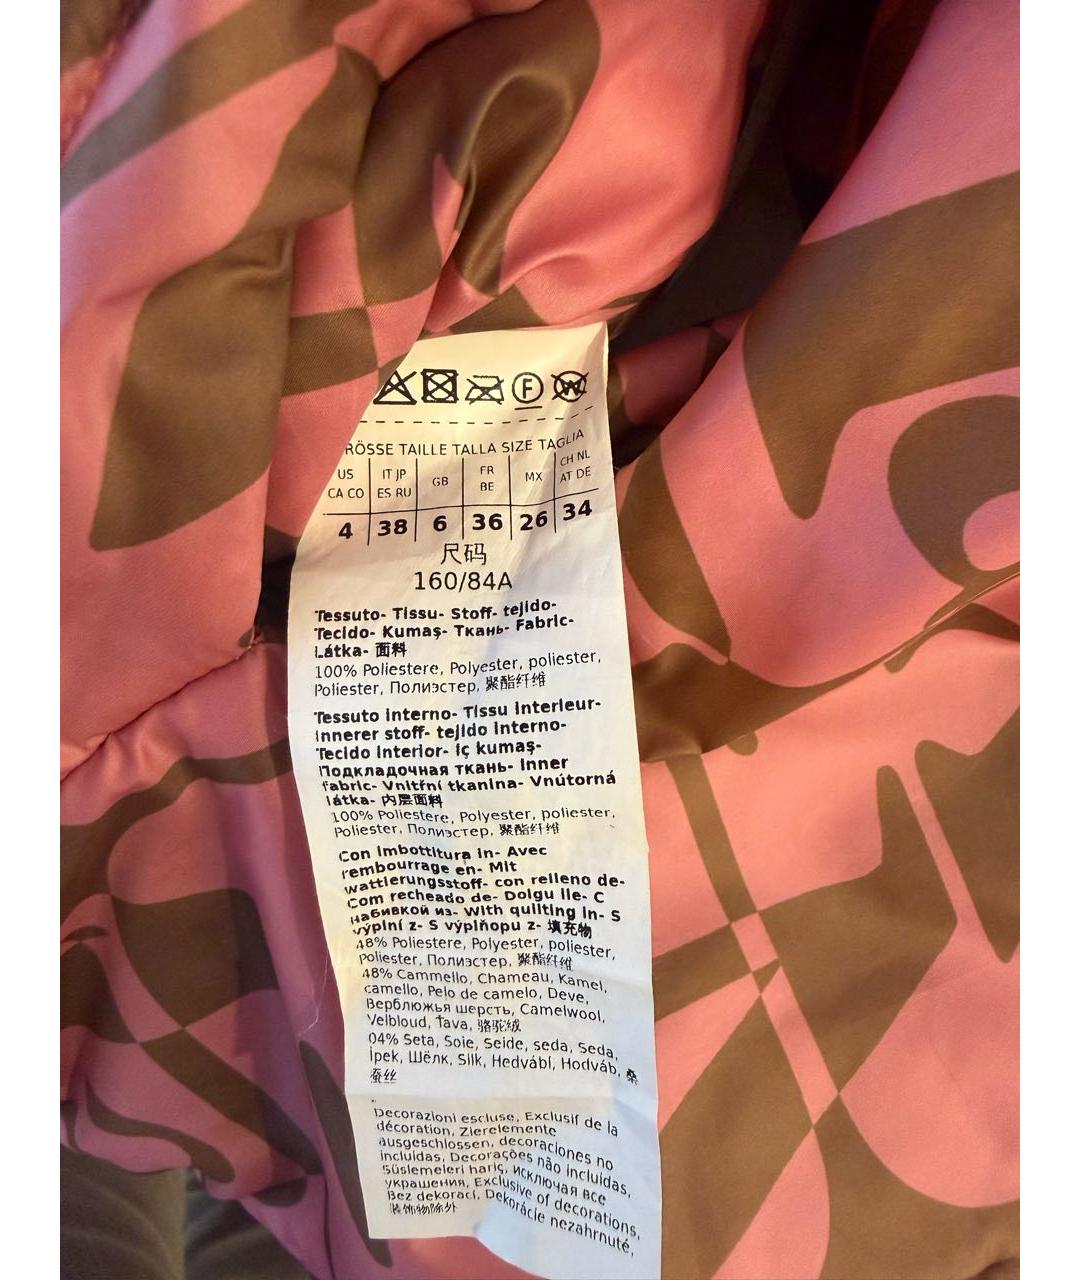 F W
RÖSSE TAILLE TALLA SIZE TAGLIA
US CA CO IT JP ES RU GB FR BE MX CH NL AT DE
4 38 6 36 26 34
尺码
160/84A
Tessuto- Tissu- Stoff- tejido-
Tecido- Kumaş- Ткань- Fabric-
Látka- 面料
100% Poliestere, Polyester, poliester,
Poliester, Полиэстер, 聚酯纤维
Tessuto interno- Tissu interieur-
Innerer stoff- tejido interno-
Tecido interior- iç kumaş-
Подкладочная ткань- Inner
fabric- Vnitřní tkanina- Vnútorná
látka- 内层面料
100% Poliestere, Polyester, poliester,
Poliester, Полиэстер, 聚酯纤维
Con imbottitura in- Avec
rembourrage en- Mit
wattierungsstoff- con relleno de-
Com recheado de- Dolgu ile- C
набивкой из- With quilting in- S
výplní z- S výplňopu z- 填充物
48% Poliestere, Polyester, poliester,
Poliester, Полиэстер, 聚酯纤维
48% Cammello, Chameau, Kamel,
camello, Pelo de camelo, Deve,
Верблюжья шерсть, Camelwool,
Velbloud, Ťava, 骆驼绒
04% Seta, Soie, Seide, seda, Seda,
İpek, Шёлк, Silk, Hedvábí, Hodváb, 桑
蚕丝
Decorazioni escluse, Exclusif de la
décoration, Zierelemente
ausgeschlossen, decoraciones no
incluidas, Decorações não incluidas,
Süslemeleri hariç, исключая все
украшения, Exclusive of decorations,
Bez dekorací, Dekorácie nezahrnuté,
装饰物除外